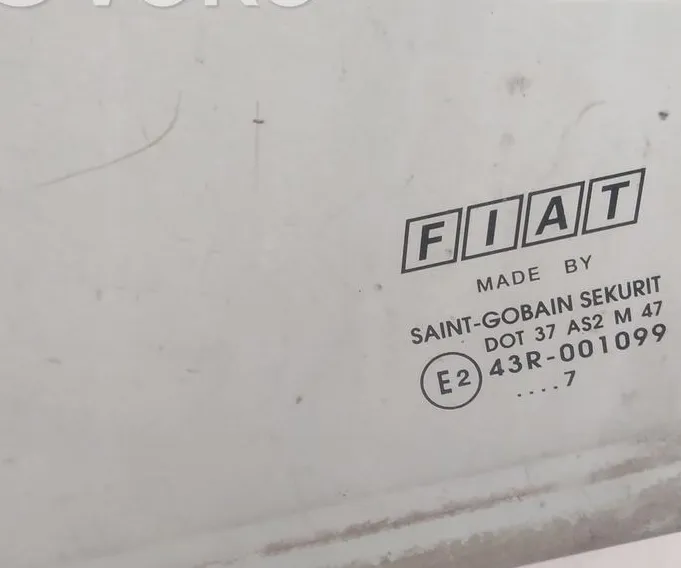 FIAT
MADE BY
SAINT-GOBAIN SEKURIT
DOT 37 AS2 M 47
E2 43R-001099
....7